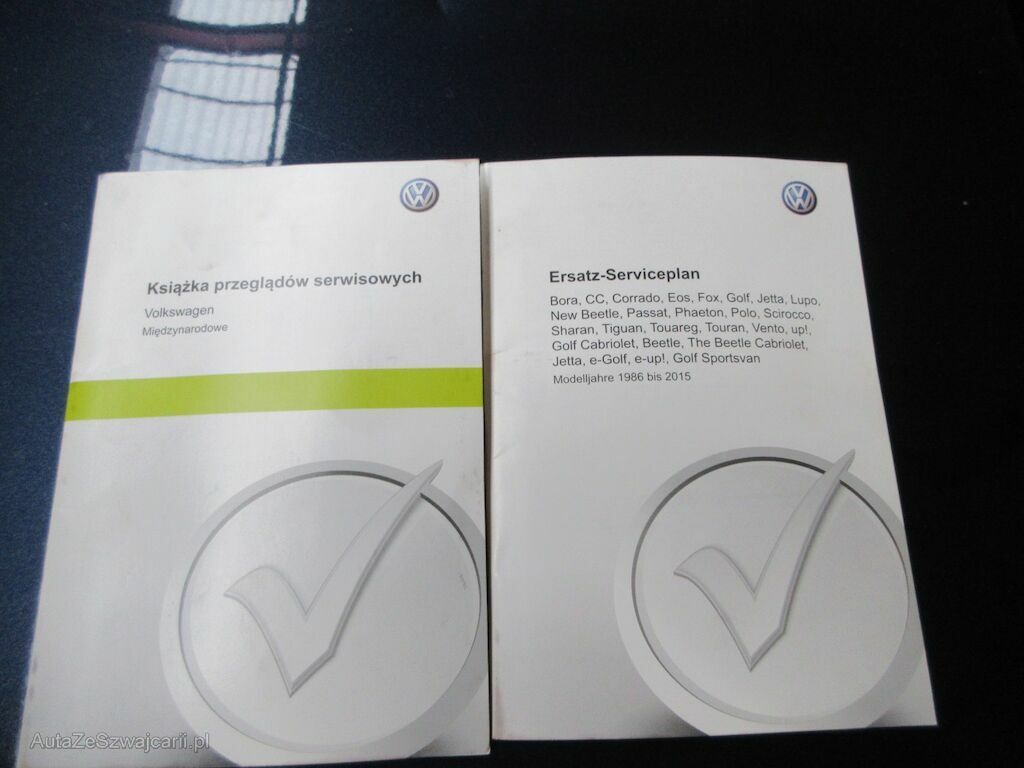 Książka przeglądów serwisowych
Volkswagen
Międzynarodowe
Ersatz-Serviceplan
Bora, CC, Corrado, Eos, Fox, Golf, Jetta, Lupo,
New Beetle, Passat, Phaeton, Polo, Scirocco,
Sharan, Tiguan, Touareg, Touran, Vento, up!,
Golf Cabriolet, Beetle, The Beetle Cabriolet,
Jetta, e-Golf, e-up!, Golf Sportsvan
Modelljahre 1986 bis 2015
AutaZeSzwajcarii.pl